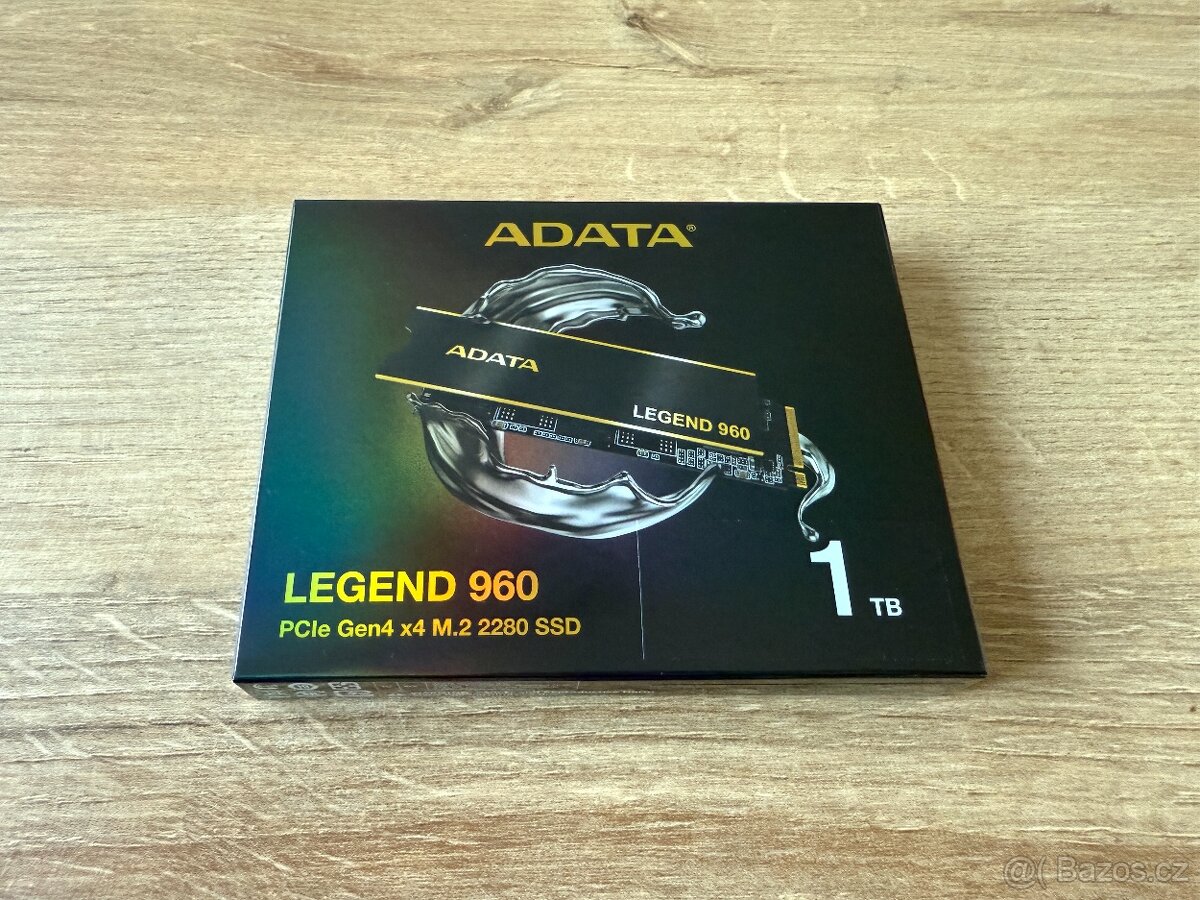 ADATA®
ADATA
LEGEND 960
LEGEND 960
PCIe Gen4 x4 M.2 2280 SSD
1 TB
@( Bazos.cz